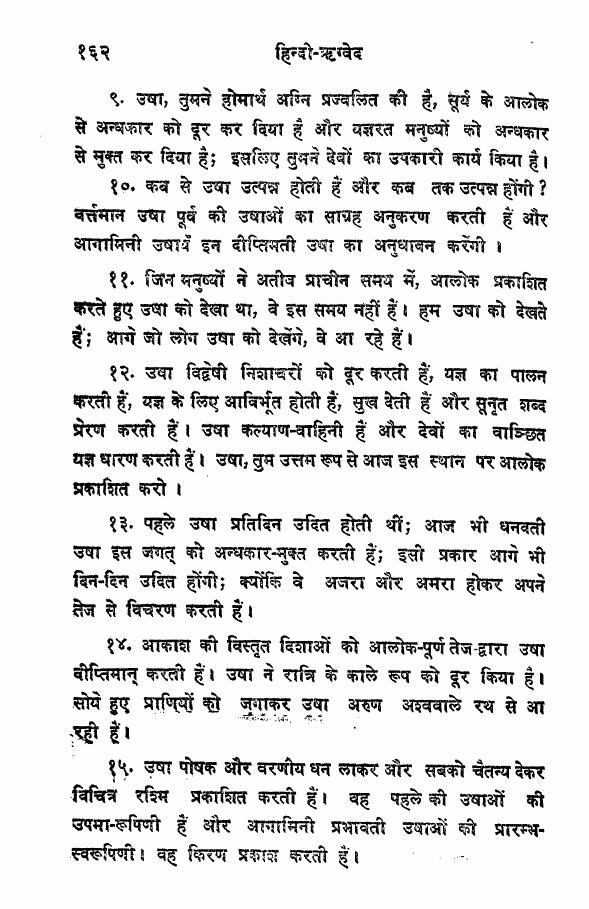 १६२ हिन्दी-ऋग्वेद
९. उषा, तुमने होमार्थ अग्नि प्रज्वलित की है, सूर्य के आलोक
से अन्धकार को दूर कर दिया है और यज्ञरत मनुष्यों को अन्धकार
से मुक्त कर दिया है; इसलिए तुमने देवों का उपकारी कार्य किया है।
१०. कब से उषा उत्पन्न होती हैं और कब तक उत्पन्न होंगी ?
वर्त्तमान उषा पूर्व की उषाओं का साग्रह अनुकरण करती हैं और
आगामिनी उषायें इन दीप्तिमती उषा का अनुधावन करेंगी ।
११. जिन मनुष्यों ने अतीव प्राचीन समय में, आलोक प्रकाशित
करते हुए उषा को देखा था, वे इस समय नहीं हैं। हम उषा को देखते
हैं; आगे जो लोग उषा को देखेंगे, वे आ रहे हैं।
१२. उषा विद्वेषी निशाचरों को दूर करती हैं, यज्ञ का पालन
करती हैं, यज्ञ के लिए आविर्भूत होती हैं, सुख देती हैं और सूनृत शब्द
प्रेरण करती हैं। उषा कल्याण-वाहिनी हैं और देवों का वाञ्छित
यज्ञ धारण करती हैं। उषा, तुम उत्तम रूप से आज इस स्थान पर आलोक
प्रकाशित करो ।
१३. पहले उषा प्रतिदिन उदित होती थीं; आज भी धनवती
उषा इस जगत् को अन्धकार-मुक्त करती हैं; इसी प्रकार आगे भी
दिन-दिन उदित होंगी; क्योंकि वे अजरा और अमरा होकर अपने
तेज से विचरण करती हैं।
१४. आकाश की विस्तृत दिशाओं को आलोक-पूर्ण तेज-द्वारा उषा
दीप्तिमान् करती हैं। उषा ने रात्रि के काले रूप को दूर किया है।
सोये हुए प्राणियों को जगाकर उषा अरुण अश्ववाले रथ से आ
रही हैं।
१५. उषा पोषक और वरणीय धन लाकर और सबको चैतन्य देकर
विचित्र रश्मि प्रकाशित करती हैं। वह पहले की उषाओं की
उपमा-रूपिणी हैं और आगामिनी प्रभावती उषाओं की प्रारम्भ-
स्वरूपिणी। वह किरण प्रकाश करती हैं।